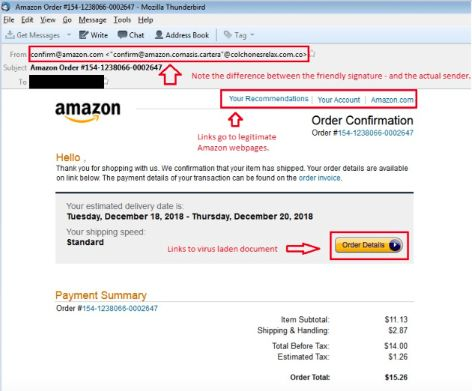 Amazon Order #154-1238066-0002647 - Mozilla Thunderbird
File Edit View Go Message Tools Help
Get Messages Write Chat Address Book Tag
From confirm@amazon.com <"confirm@amazon.comasis.cartera"@colchonesrelax.com.co>
Subject Amazon Order #154-1238066-0002647
Note the difference between the friendly signature - and the actual sender.
To
amazon
Your Recommendations | Your Account | Amazon.com
Order Confirmation
Order #154-1238066-0002647
Links go to legitimate
Amazon webpages.
Hello ,
Thank you for shopping with us. We confirmation that your item has shipped. Your order details are available
on link below. The payment details of your transaction can be found on the order invoice.
Your estimated delivery date is:
Tuesday, December 18, 2018 - Thursday, December 20, 2018
Your shipping speed:
Standard
Links to virus laden document
Order Details
Payment Summary
Order #154-1238066-0002647
Item Subtotal: $11.13
Shipping & Handling: $2.87
Total Before Tax: $14.00
Estimated Tax: $1.26
Order Total: $15.26